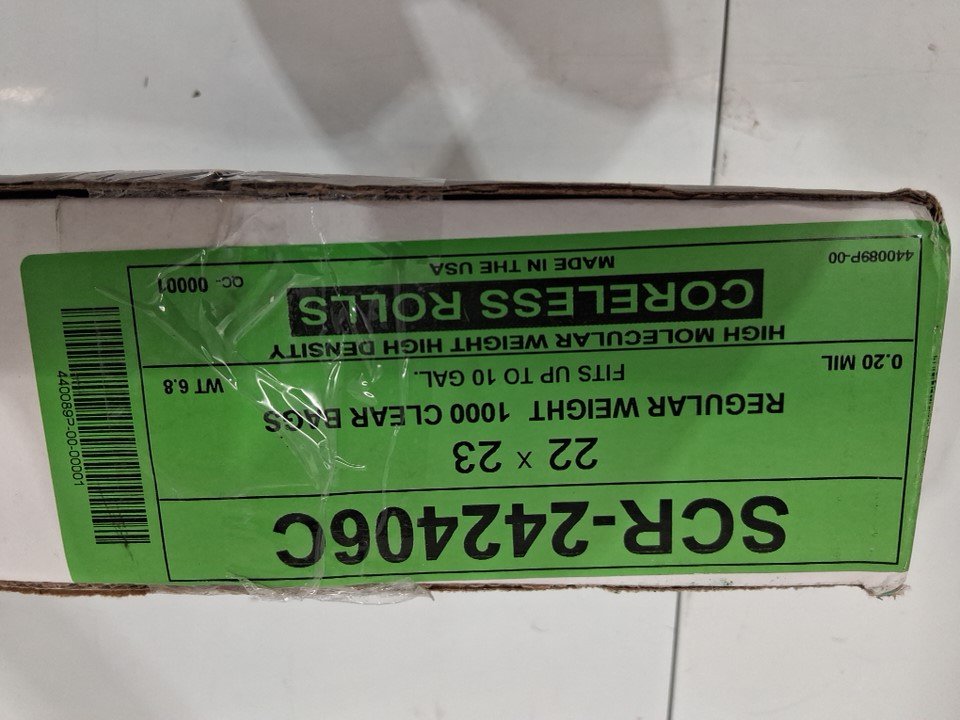 SCR-242406C
22 x 23
REGULAR WEIGHT 1000 CLEAR BAGS
0.20 MIL FITS UP TO 10 GAL. WT 6.8
HIGH MOLECULAR WEIGHT HIGH DENSITY
CORELESS ROLLS
440089P-00 MADE IN THE USA QC- 00001
440089P-00-00001